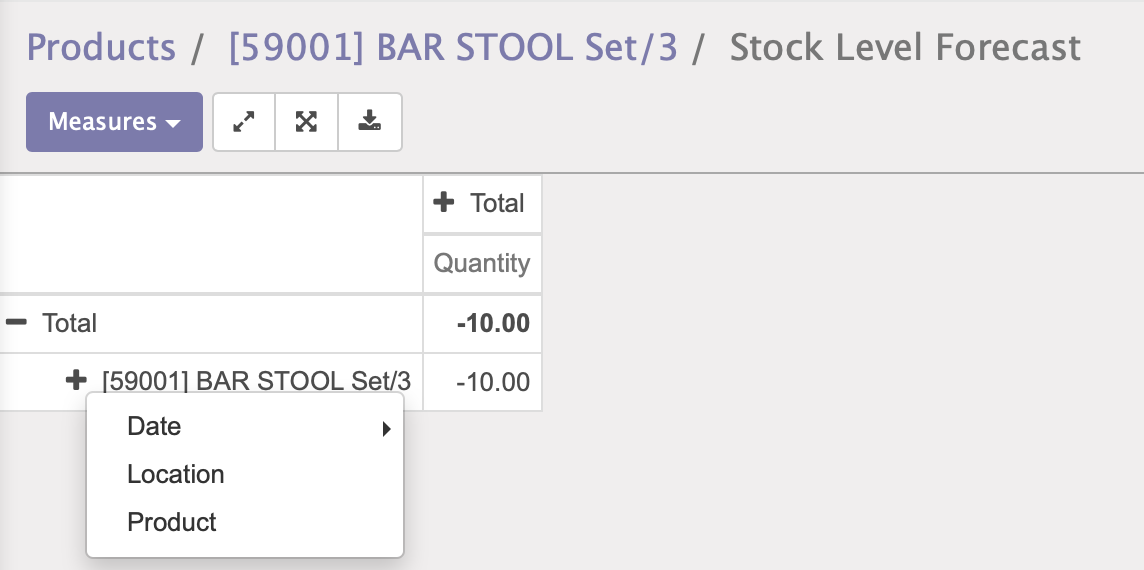 Products / [59001] BAR STOOL Set/3 / Stock Level Forecast
Measures
Total
Quantity
Total -10.00
[59001] BAR STOOL Set/3 -10.00
Date
Location
Product